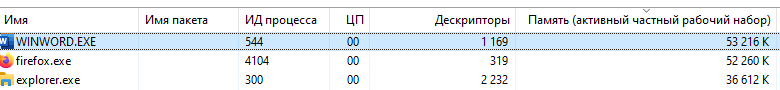 Имя Имя пакета ИД процесса ЦП Дескрипторы Память (активный частный рабочий набор)
WINWORD.EXE 544 00 1 169 53 216 K
firefox.exe 4104 00 319 52 260 K
explorer.exe 300 00 2 232 36 612 K